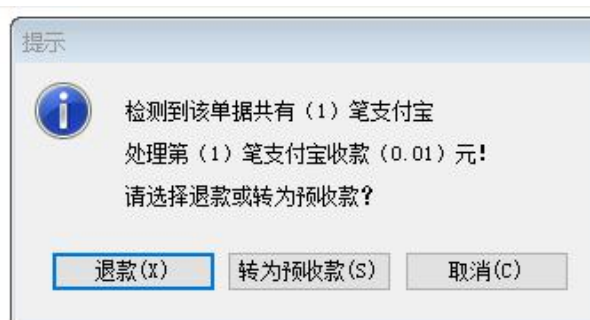 提示
检测到该单据共有（1）笔支付宝
处理第（1）笔支付宝收款（0.01）元!
请选择退款或转为预收款?
退款(X)
转为预收款(S)
取消(C)